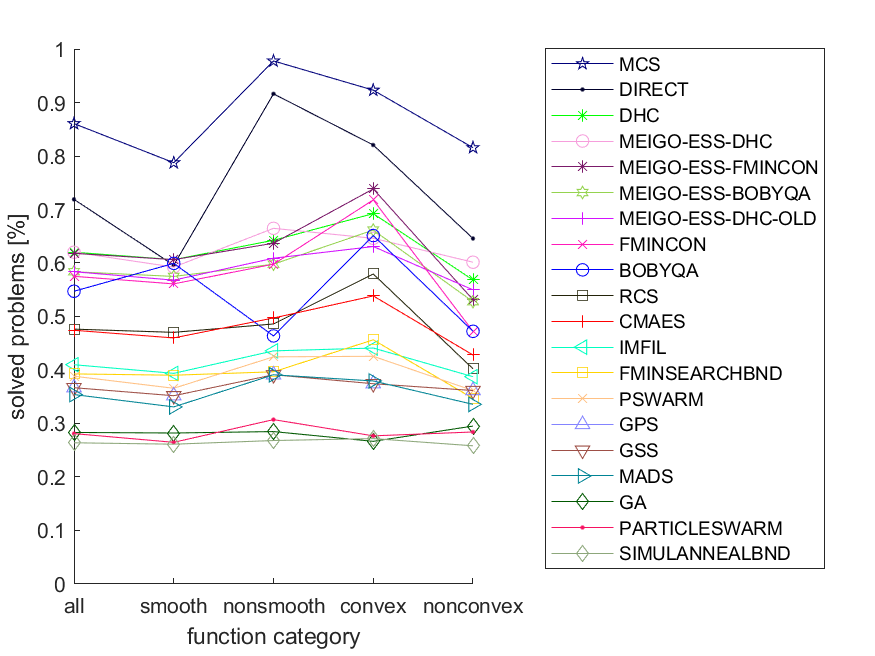 1
0.9
0.8
0.7
0.6
0.5
0.4
0.3
0.2
0.1
0
solved problems [%]
all smooth nonsmooth convex nonconvex
function category
MCS
DIRECT
DHC
MEIGO-ESS-DHC
MEIGO-ESS-FMINCON
MEIGO-ESS-BOBYQA
MEIGO-ESS-DHC-OLD
FMINCON
BOBYQA
RCS
CMAES
IMFIL
FMINSEARCHBND
PSWARM
GPS
GSS
MADS
GA
PARTICLESWARM
SIMULANNEALBND